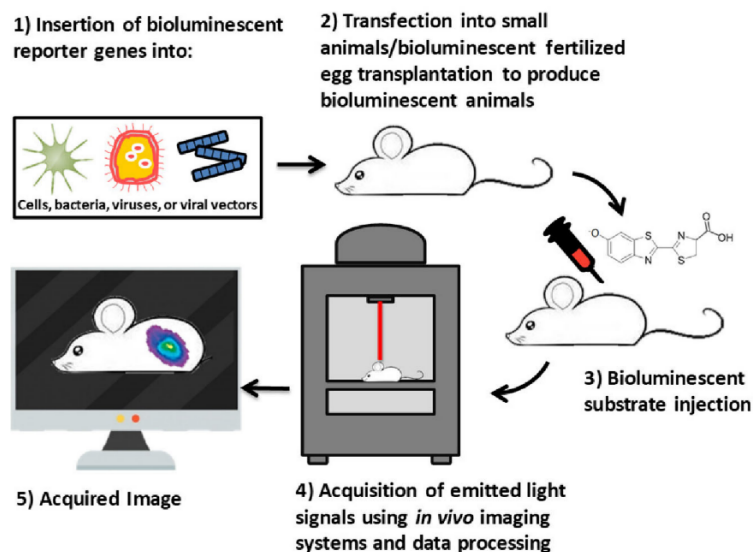 1) Insertion of bioluminescent
reporter genes into:
Cells, bacteria, viruses, or viral vectors
2) Transfection into small
animals/bioluminescent fertilized
egg transplantation to produce
bioluminescent animals
-O
S
N
N
S
O
OH
3) Bioluminescent
substrate injection
4) Acquisition of emitted light
signals using in vivo imaging
systems and data processing
5) Acquired Image